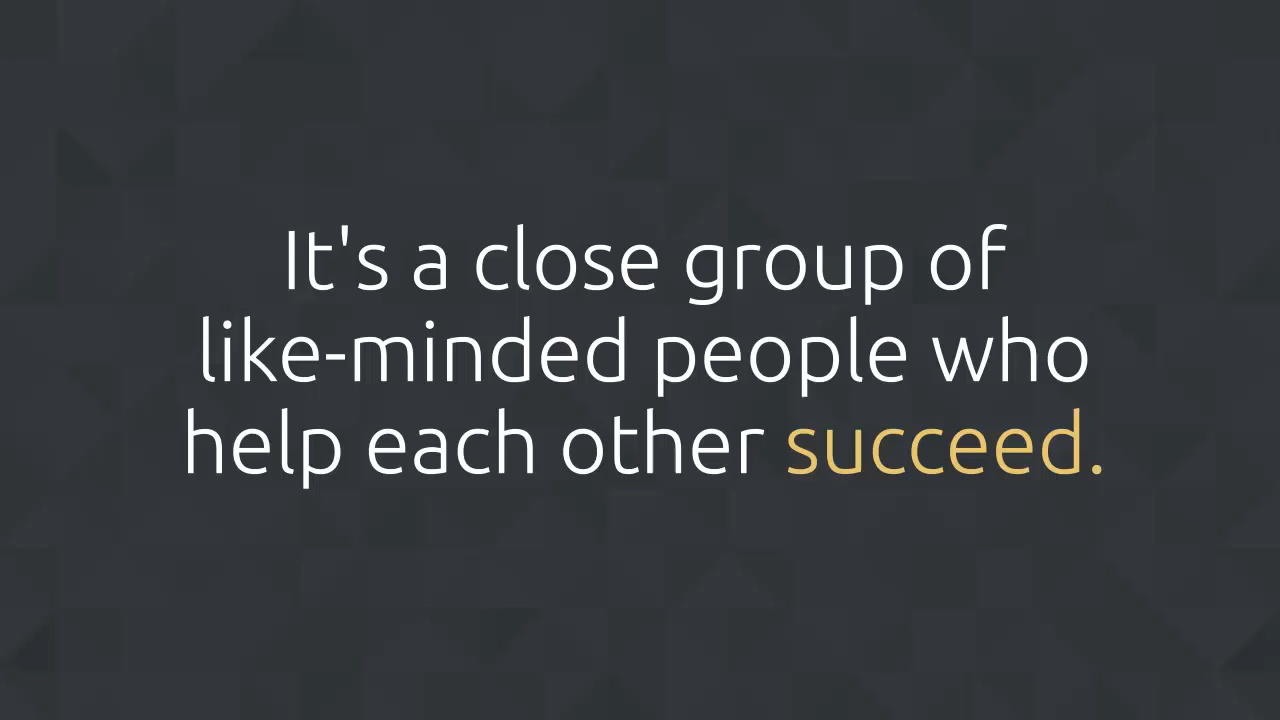 It's a close group of
like-minded people who
help each other succeed.